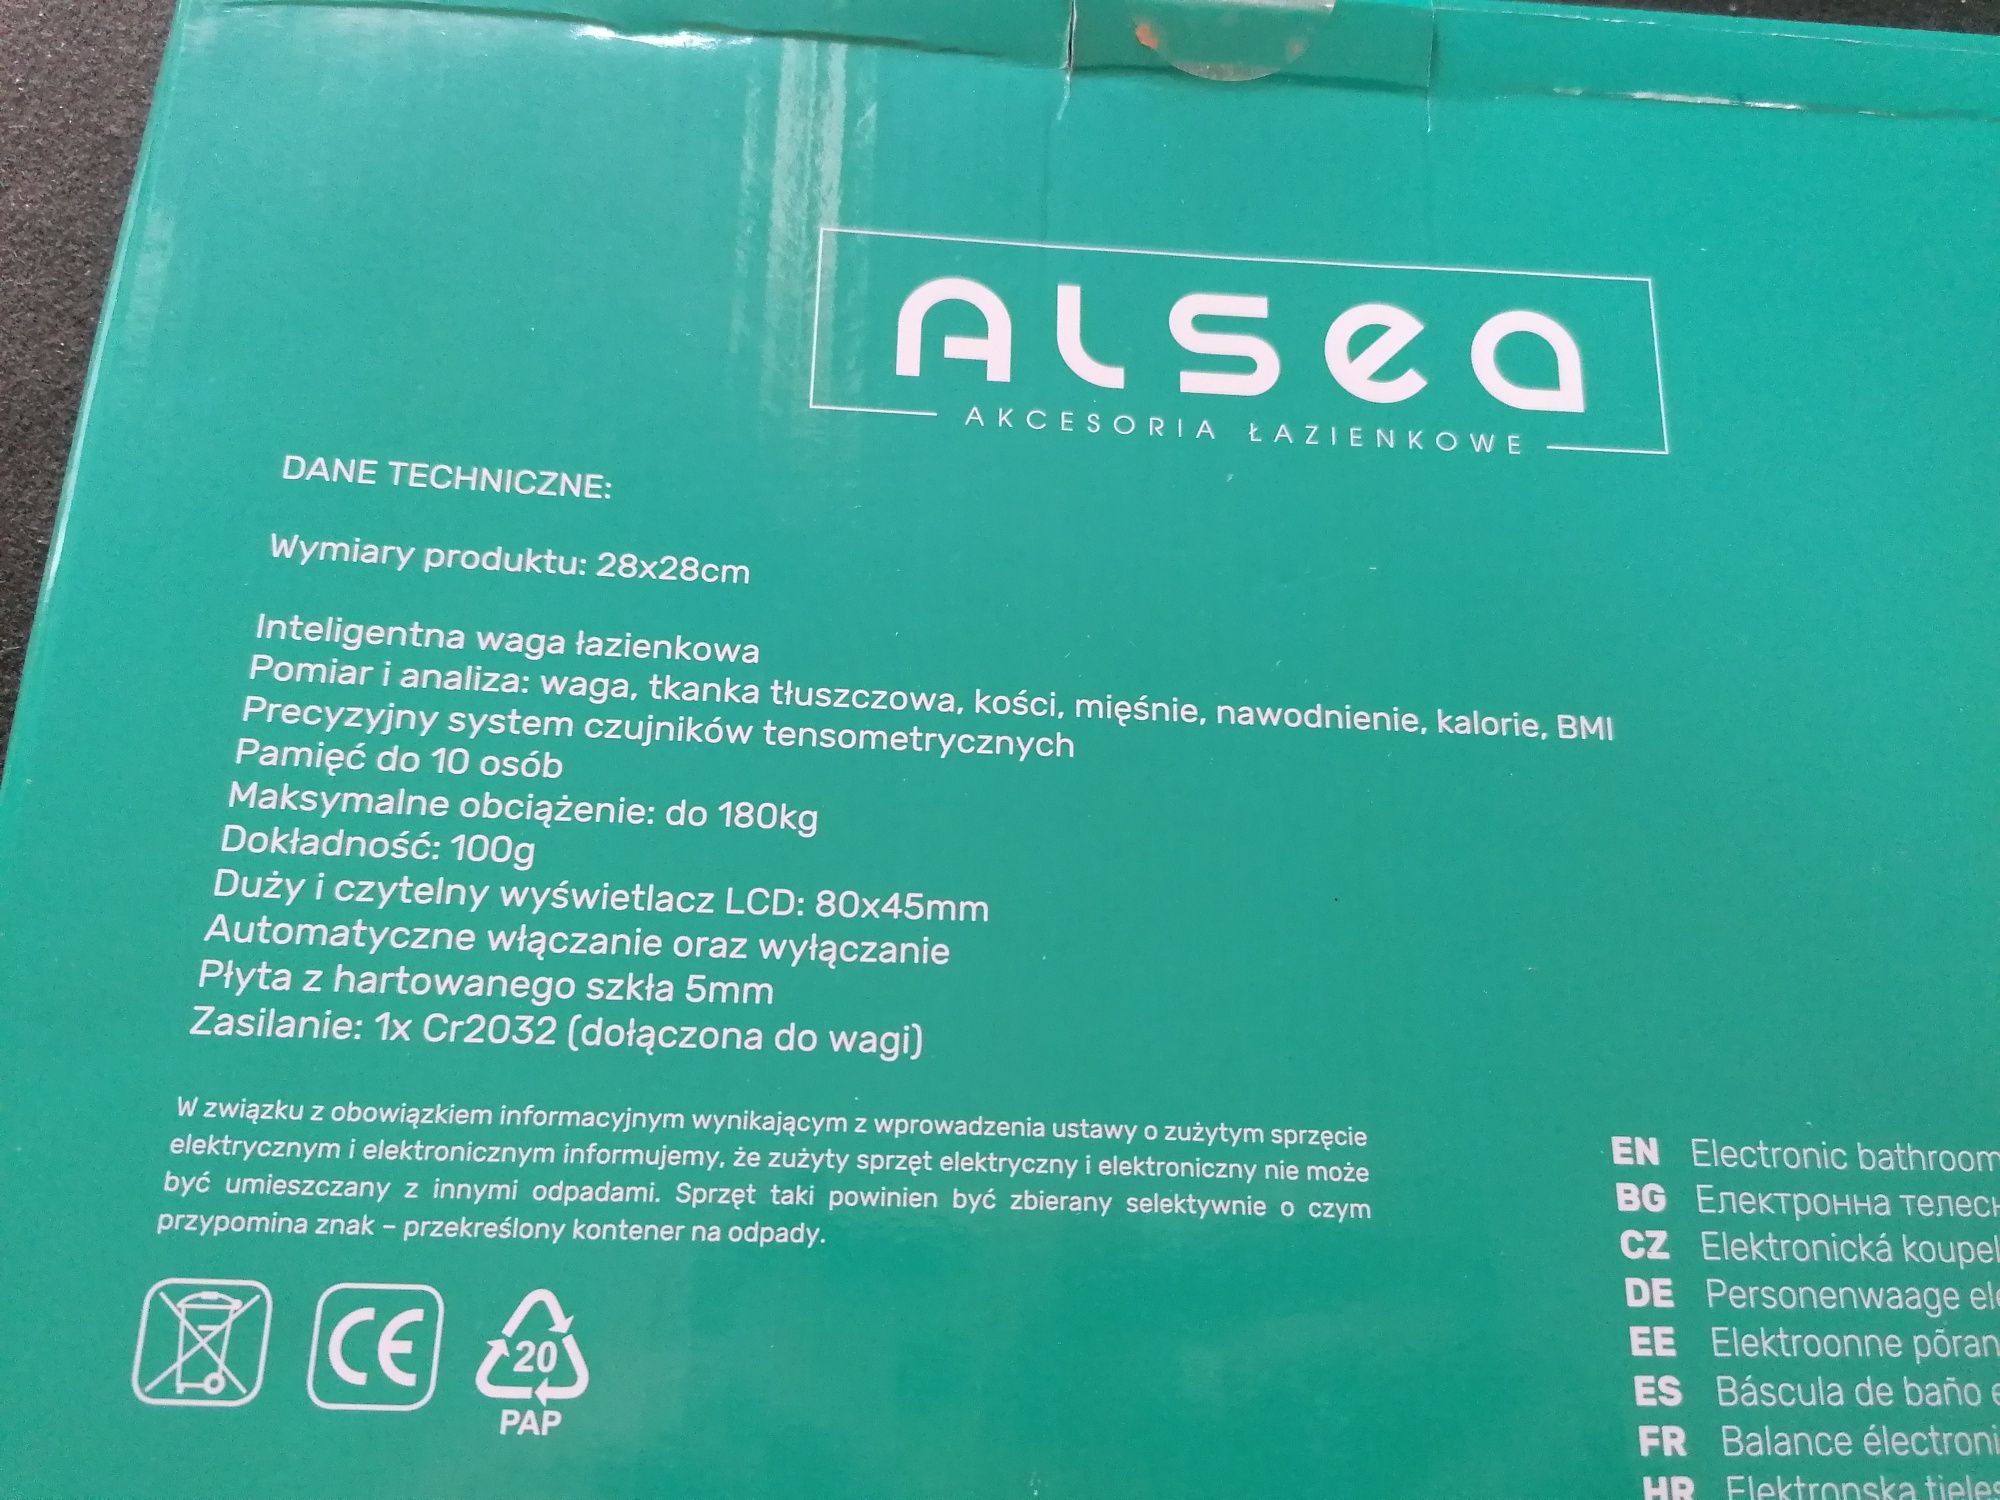 ALSEA
AKCESORIA ŁAZIENKOWE
DANE TECHNICZNE:
Wymiary produktu: 28x28cm
Inteligentna waga łazienkowa
Pomiar i analiza: waga, tkanka tłuszczowa, kości, mięśnie, nawodnienie, kalorie, BMI
Precyzyjny system czujników tensometrycznych
Pamięć do 10 osób
Maksymalne obciążenie: do 180kg
Dokładność: 100g
Duży i czytelny wyświetlacz LCD: 80x45mm
Automatyczne włączanie oraz wyłączanie
Płyta z hartowanego szkła 5mm
Zasilanie: 1x Cr2032 (dołączona do wagi)
W związku z obowiązkiem informacyjnym wynikającym z wprowadzenia ustawy o zużytym sprzęcie
elektrycznym i elektronicznym informujemy, że zużyty sprzęt elektryczny i elektroniczny nie może
być umieszczany z innymi odpadami. Sprzęt taki powinien być zbierany selektywnie o czym
przypomina znak – przekreślony kontener na odpady.
CE
20
PAP
EN Electronic bathroom
BG Електронна
CZ Elektronická
DE Personenwaage
EE Elektroonne
ES Báscula de baño
FR Balance
HR Elektronska